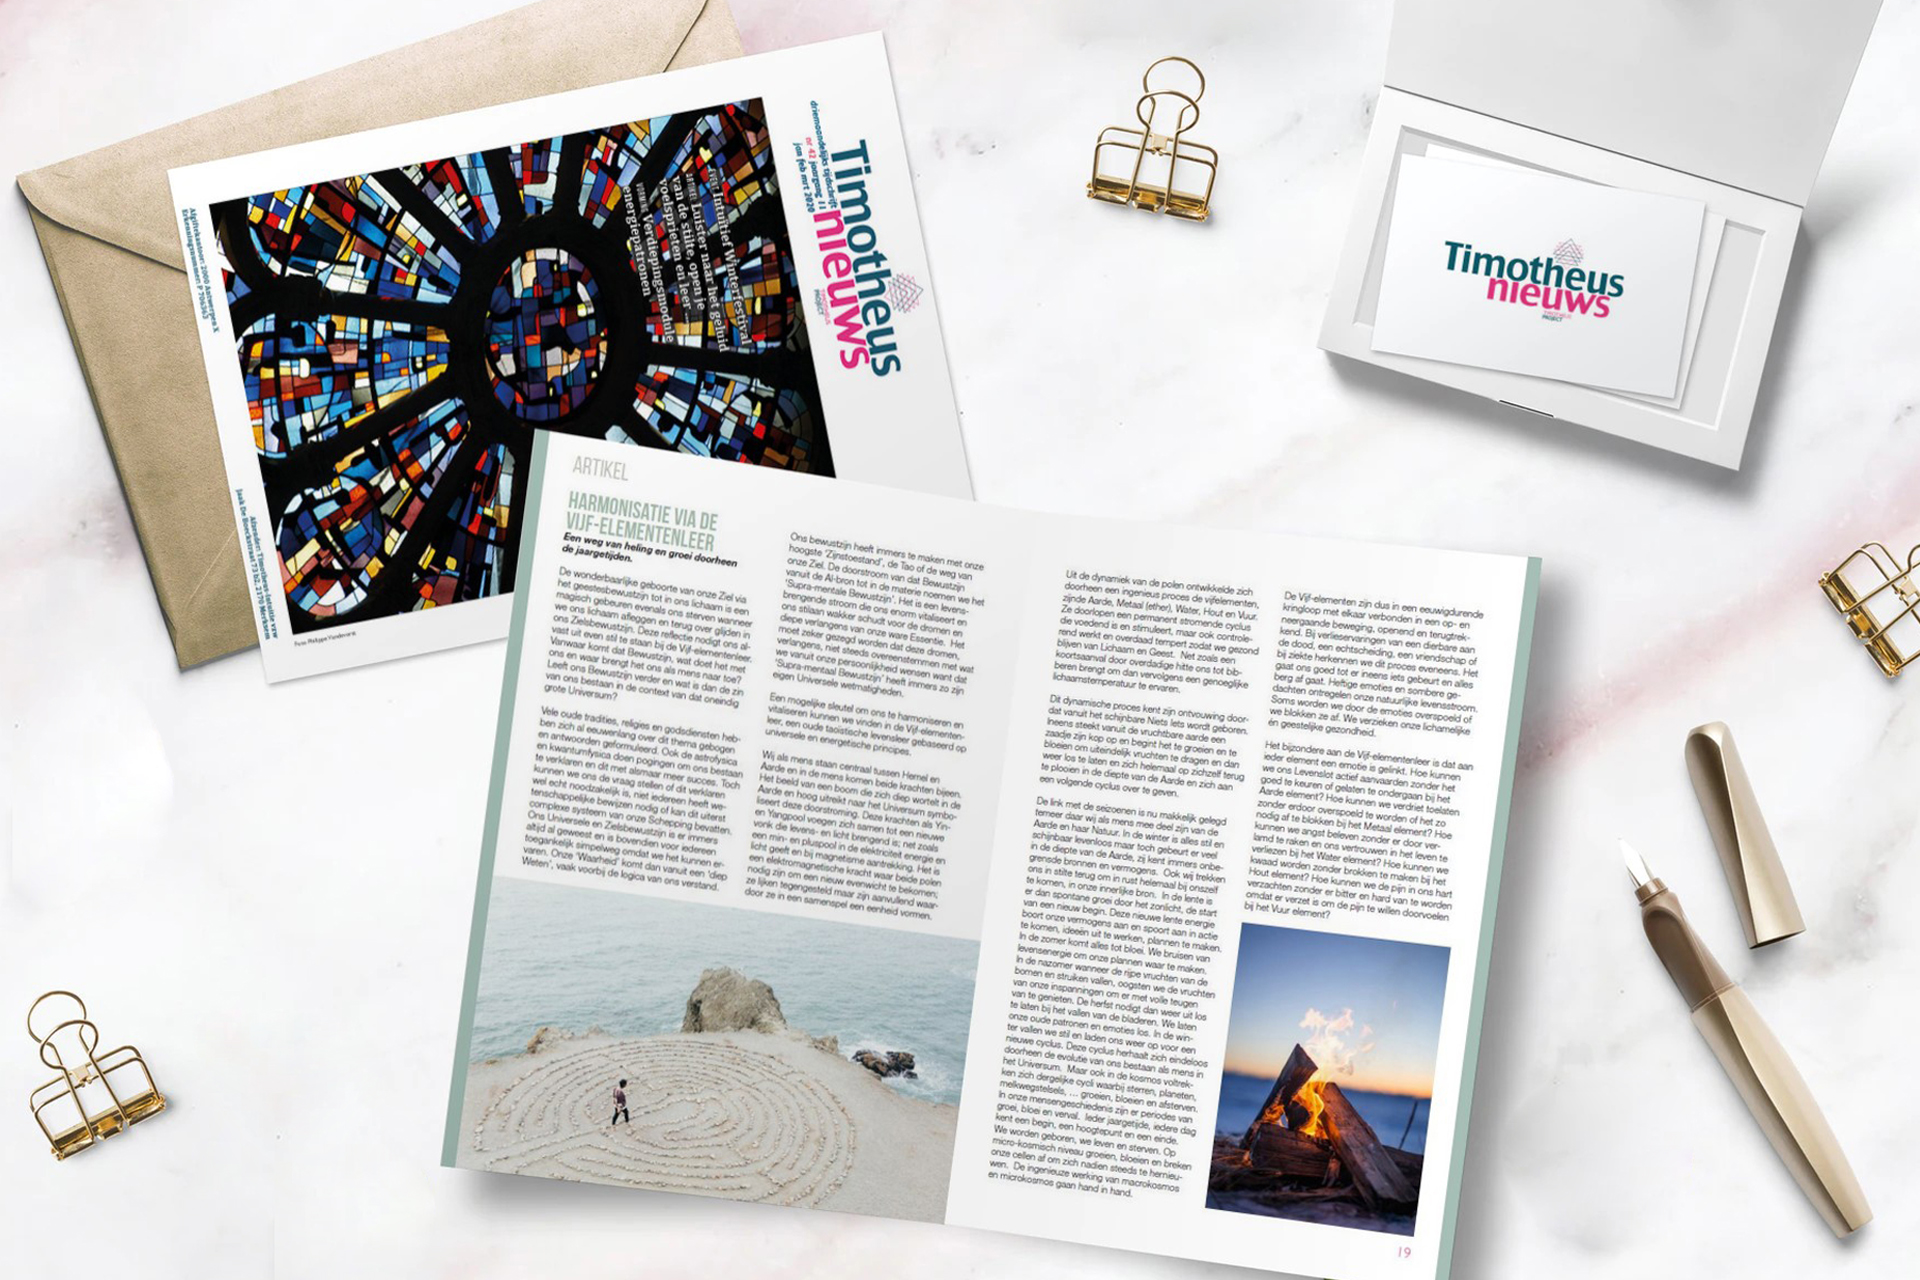 Timotheus
nieuws
driemaandelijks tijdschrift
nr 42 jaargang 11
jan feb mrt 2020
TIMOTHEUS
PROJECT
EVENT Intuïtief Winterfestival
ARTIKEL Luister naar het geluid
van de stilte, open je
voelsprieten en leer ...
VORMING Verdiepingsmodule
energiepatronen
Afgiftekantoor: 2000 Antwerpen X
Erkenningsnummer: P 706363
Afzender: Timotheus-Intuïtie vzw
Jaak De Boeckstraat 73 b2, 2170 Merksem
Foto: Philippe Vandevorst
Timotheus
nieuws
TIMOTHEUS
PROJECT
ARTIKEL
HARMONISATIE VIA DE
VIJF-ELEMENTENLEER
Een weg van heling en groei doorheen
de jaargetijden.
De wonderbaarlijke geboorte van onze Ziel via
het geestesbewustzijn tot in ons lichaam is een
magisch gebeuren evenals ons sterven wanneer
we ons lichaam afleggen en terug over glijden in
ons Zielsbewustzijn. Deze reflectie nodigt ons al-
vast uit even stil te staan bij de Vijf-elementenleer.
Vanwaar komt dat Bewustzijn, wat doet het met
ons en waar brengt het ons als mens naar toe?
Leeft ons Bewustzijn verder en wat is dan de zin
van ons bestaan in de context van dat oneindig
grote Universum?
Vele oude tradities, religies en godsdiensten heb-
ben zich al eeuwenlang over dit thema gebogen
en antwoorden geformuleerd. Ook de astrofysica
en kwantumfysica doen pogingen om ons bestaan
te verklaren en dit met alsmaar meer succes. Toch
kunnen we ons de vraag stellen of dit verklaren
wel echt noodzakelijk is, niet iedereen heeft we-
tenschappelijke bewijzen nodig of kan dit uiterst
complexe systeem van onze Schepping bevatten.
Ons Universele en Zielsbewustzijn is er immers
altijd al geweest en is bovendien voor iedereen
toegankelijk simpelweg omdat we het kunnen er-
varen. Onze 'Waarheid' komt dan vanuit een 'diep
Weten', vaak voorbij de logica van ons verstand.
Ons bewustzijn heeft immers te maken met onze
hoogste 'Zijnstoestand', de Tao of de weg van
onze Ziel. De doorstroom van dat Bewustzijn
vanuit de Al-bron tot in de materie noemen we het
'Supra-mentale Bewustzijn'. Het is een levens-
brengende stroom die ons enorm vitaliseert en
ons stilaan wakker schudt voor de dromen en
diepe verlangens van onze ware Essentie. Het
moet zeker gezegd worden dat deze dromen,
verlangens, niet steeds overeenstemmen met wat
we vanuit onze persoonlijkheid wensen want dat
'Supra-mentaal Bewustzijn' heeft immers zo zijn
eigen Universele wetmatigheden.
Een mogelijke sleutel om ons te harmoniseren en
vitaliseren kunnen we vinden in de Vijf-elementen-
leer, een oude taoïstische levensleer gebaseerd op
universele en energetische principes.
Wij als mens staan centraal tussen Hemel en
Aarde en in de mens komen beide krachten bijeen.
Het beeld van een boom die zich diep wortelt in de
Aarde en hoog uitreikt naar het Universum symbo-
liseert deze doorstroming. Deze krachten als Yin-
en Yangpool voegen zich samen tot een nieuwe
vonk die levens- en licht brengend is; net zoals
een min- en pluspool in de elektriciteit energie en
licht geeft en bij magnetisme aantrekking. Het is
een elektromagnetische kracht waar beide polen
nodig zijn om een nieuw evenwicht te bekomen;
ze lijken tegengesteld maar zijn aanvullend waar-
door ze in een samenspel een eenheid vormen.
Uit de dynamiek van de polen ontwikkelde zich
doorheen een ingenieus proces de vijfelementen,
zijnde Aarde, Metaal (ether), Water, Hout en Vuur.
Ze doorlopen een permanent stromende cyclus
die voedend is en stimuleert, maar ook controle-
rend werkt en overdaad tempert zodat we gezond
blijven van Lichaam en Geest. Net zoals een
koortsaanval door overdadige hitte ons tot bib-
beren brengt om dan vervolgens een genoeglijke
lichaamstemperatuur te ervaren.
Dit dynamische proces kent zijn ontvouwing door-
dat vanuit het schijnbare Niets Iets wordt geboren.
Ineens steekt vanuit de vruchtbare aarde een
zaadje zijn kop op en begint het te groeien en te
bloeien om uiteindelijk vruchten te dragen en dan
weer los te laten en zich helemaal op zichzelf terug
te plooien in de diepte van de Aarde en zich aan
een volgende cyclus over te geven.
De link met de seizoenen is nu makkelijk gelegd
temeer daar wij als mens mee deel zijn van de
Aarde en haar Natuur. In de winter is alles stil en
schijnbaar levenloos maar toch gebeurt er veel
in de diepte van de Aarde, zij kent immers onbe-
grensde bronnen en vermogens. Ook wij trekken
ons in stilte terug om in rust helemaal bij onszelf
te komen, in onze innerlijke bron. In de lente is
er dan spontane groei door het zonlicht, de start
van een nieuw begin. Deze nieuwe lente energie
boort onze vermogens aan en spoort aan in actie
te komen, ideeën uit te werken, plannen te maken.
In de zomer komt alles tot bloei. We bruisen van
levensenergie om onze plannen waar te maken.
In de nazomer wanneer de rijpe vruchten van de
bomen en struiken vallen, oogsten we de vruchten
van onze inspanningen om er met volle teugen
van te genieten. De herfst nodigt dan weer uit los
te laten bij het vallen van de bladeren. We laten
onze oude patronen en emoties los. In de win-
ter vallen we stil en laden ons weer op voor een
nieuwe cyclus. Deze cyclus herhaalt zich eindeloos
doorheen de evolutie van ons bestaan als mens in
het Universum. Maar ook in de kosmos voltrek-
ken zich dergelijke cycli waarbij sterren, planeten,
melkwegstelsels, ... groeien, bloeien en afsterven.
In onze mensengeschiedenis zijn er periodes van
groei, bloei en verval. Ieder jaargetijde, iedere dag
kent een begin, een hoogtepunt en een einde.
We worden geboren, we leven en sterven. Op
micro-kosmisch niveau groeien, bloeien en breken
onze cellen af om zich nadien steeds te hernieu-
wen. De ingenieuze werking van macrokosmos
en microkosmos gaan hand in hand.
De Vijf-elementen zijn dus in een eeuwigdurende
kringloop met elkaar verbonden in een op- en
neergaande beweging, openend en terugtrek-
kend. Bij verlieservaringen van een dierbare aan
de dood, een echtscheiding, een vriendschap of
bij ziekte herkennen we dit proces eveneens. Het
gaat ons goed tot er ineens iets gebeurt en alles
berg af gaat. Heftige emoties en sombere ge-
dachten ontregelen onze natuurlijke levensstroom.
Soms worden we door de emoties overspoeld of
we blokken ze af. We verzieken onze lichamelijke
én geestelijke gezondheid.
Het bijzondere aan de Vijf-elementenleer is dat aan
ieder element een emotie is gelinkt. Hoe kunnen
we ons Levenslot actief aanvaarden zonder het
goed te keuren of gelaten te ondergaan bij het
Aarde element? Hoe kunnen we verdriet toelaten
zonder erdoor overspoeld te worden of het zo
nodig af te blokken bij het Metaal element? Hoe
kunnen we angst beleven zonder er door ver-
lamd te raken en ons vertrouwen in het leven te
verliezen bij het Water element? Hoe kunnen we
kwaad worden zonder brokken te maken bij het
Hout element? Hoe kunnen we de pijn in ons hart
verzachten zonder er bitter en hard van te worden
omdat er verzet is om de pijn te willen doorvoelen
bij het Vuur element?
19